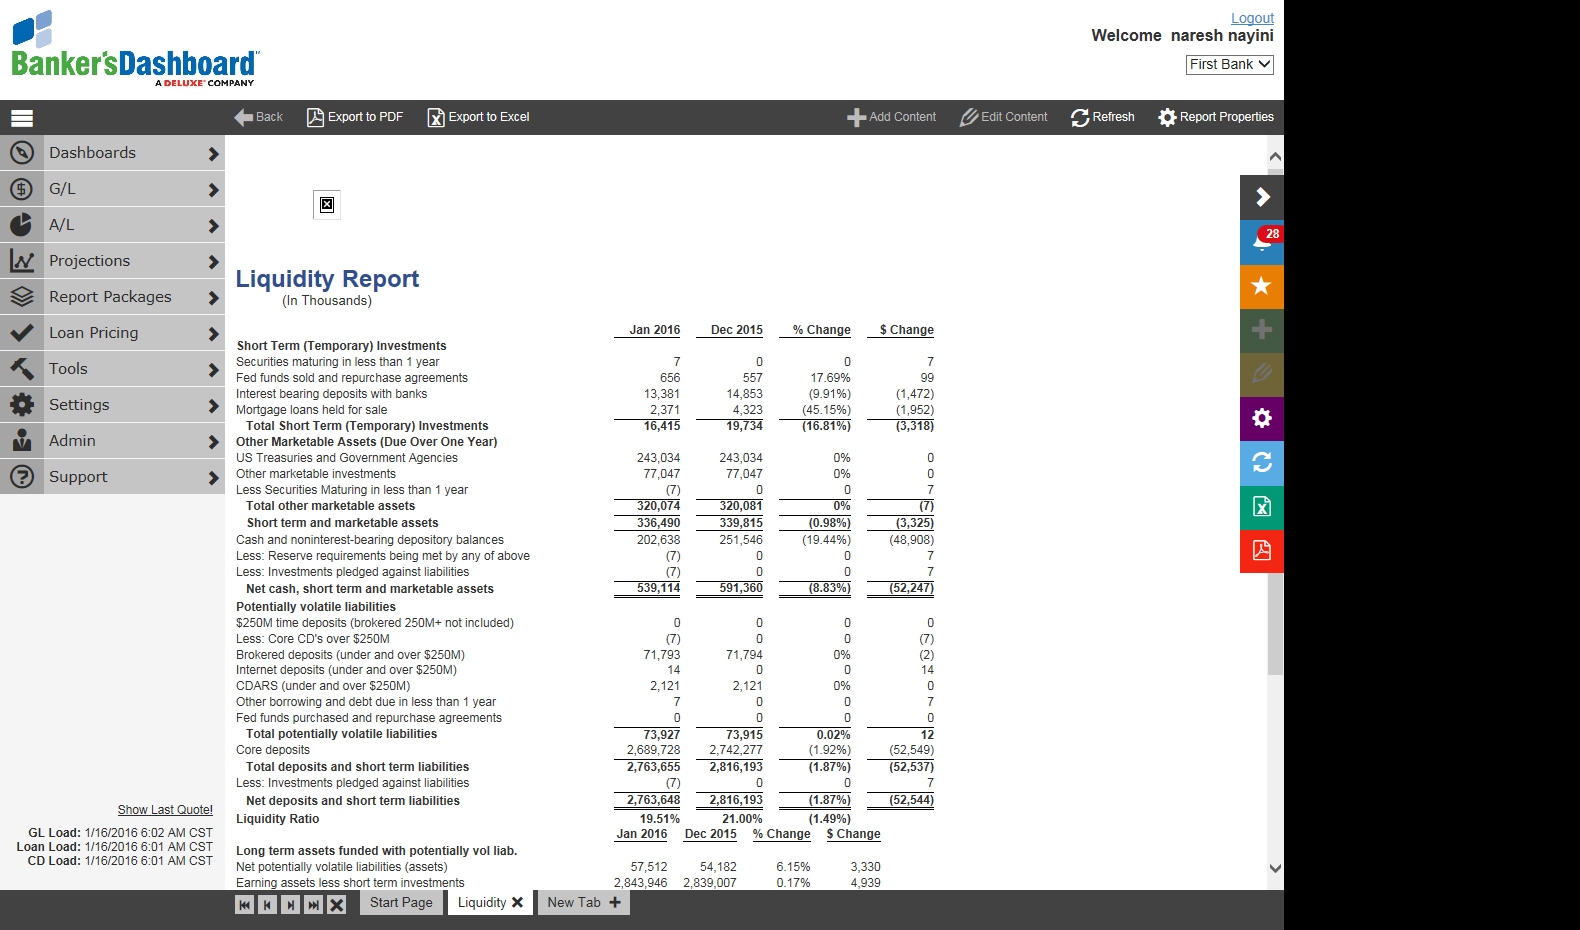 Logout
Welcome naresh nayini
First Bank
Banker'sDashboard
A DELUXE COMPANY
Back Export to PDF Export to Excel Add Content Edit Content Refresh Report Properties
Dashboards
G/L
A/L
Projections
Report Packages
Loan Pricing
Tools
Settings
Admin
Support
28
Liquidity Report
(In Thousands)
Jan 2016 Dec 2015 % Change $ Change
Short Term (Temporary) Investments
Securities maturing in less than 1 year 7 0 0 7
Fed funds sold and repurchase agreements 656 557 17.69% 99
Interest bearing deposits with banks 13,381 14,853 (9.91%) (1,472)
Mortgage loans held for sale 2,371 4,323 (45.15%) (1,952)
Total Short Term (Temporary) Investments 16,415 19,734 (16.81%) (3,318)
Other Marketable Assets (Due Over One Year)
US Treasuries and Government Agencies 243,034 243,034 0% 0
Other marketable investments 77,047 77,047 0% 0
Less Securities Maturing in less than 1 year (7) 0 0 7
Total other marketable assets 320,074 320,081 0% (7)
Short term and marketable assets 336,490 339,815 (0.98%) (3,325)
Cash and noninterest-bearing depository balances 202,638 251,546 (19.44%) (48,908)
Less: Reserve requirements being met by any of above (7) 0 0 7
Less: Investments pledged against liabilities (7) 0 0 7
Net cash, short term and marketable assets 539,114 591,360 (8.83%) (52,247)
Potentially volatile liabilities
$250M time deposits (brokered 250M+ not included) 0 0 0 0
Less: Core CD's over $250M (7) 0 0 (7)
Brokered deposits (under and over $250M) 71,793 71,794 0% (2)
Internet deposits (under and over $250M) 14 0 0 14
CDARS (under and over $250M) 2,121 2,121 0% 0
Other borrowing and debt due in less than 1 year 7 0 0 7
Fed funds purchased and repurchase agreements 0 0 0 0
Total potentially volatile liabilities 73,927 73,915 0.02% 12
Core deposits 2,689,728 2,742,277 (1.92%) (52,549)
Total deposits and short term liabilities 2,763,655 2,816,193 (1.87%) (52,537)
Less: Investments pledged against liabilities (7) 0 0 7
Net deposits and short term liabilities 2,763,648 2,816,193 (1.87%) (52,544)
Liquidity Ratio 19.51% 21.00% (1.49%)
Jan 2016 Dec 2015 % Change $ Change
Long term assets funded with potentially vol liab.
Net potentially volatile liabilities (assets) 57,512 54,182 6.15% 3,330
Earning assets less short term investments 2,843,946 2,839,007 0.17% 4,939
Show Last Quote!
GL Load: 1/16/2016 6:02 AM CST
Loan Load: 1/16/2016 6:01 AM CST
CD Load: 1/16/2016 6:01 AM CST
Start Page Liquidity New Tab